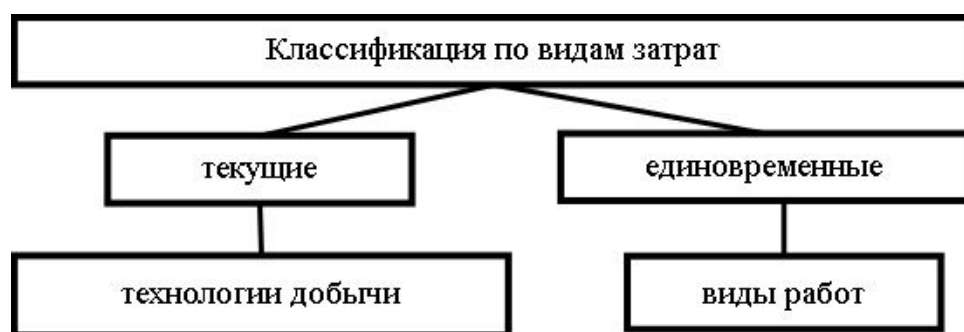 Классификация по видам затрат
текущие
единовременные
технологии добычи
виды работ